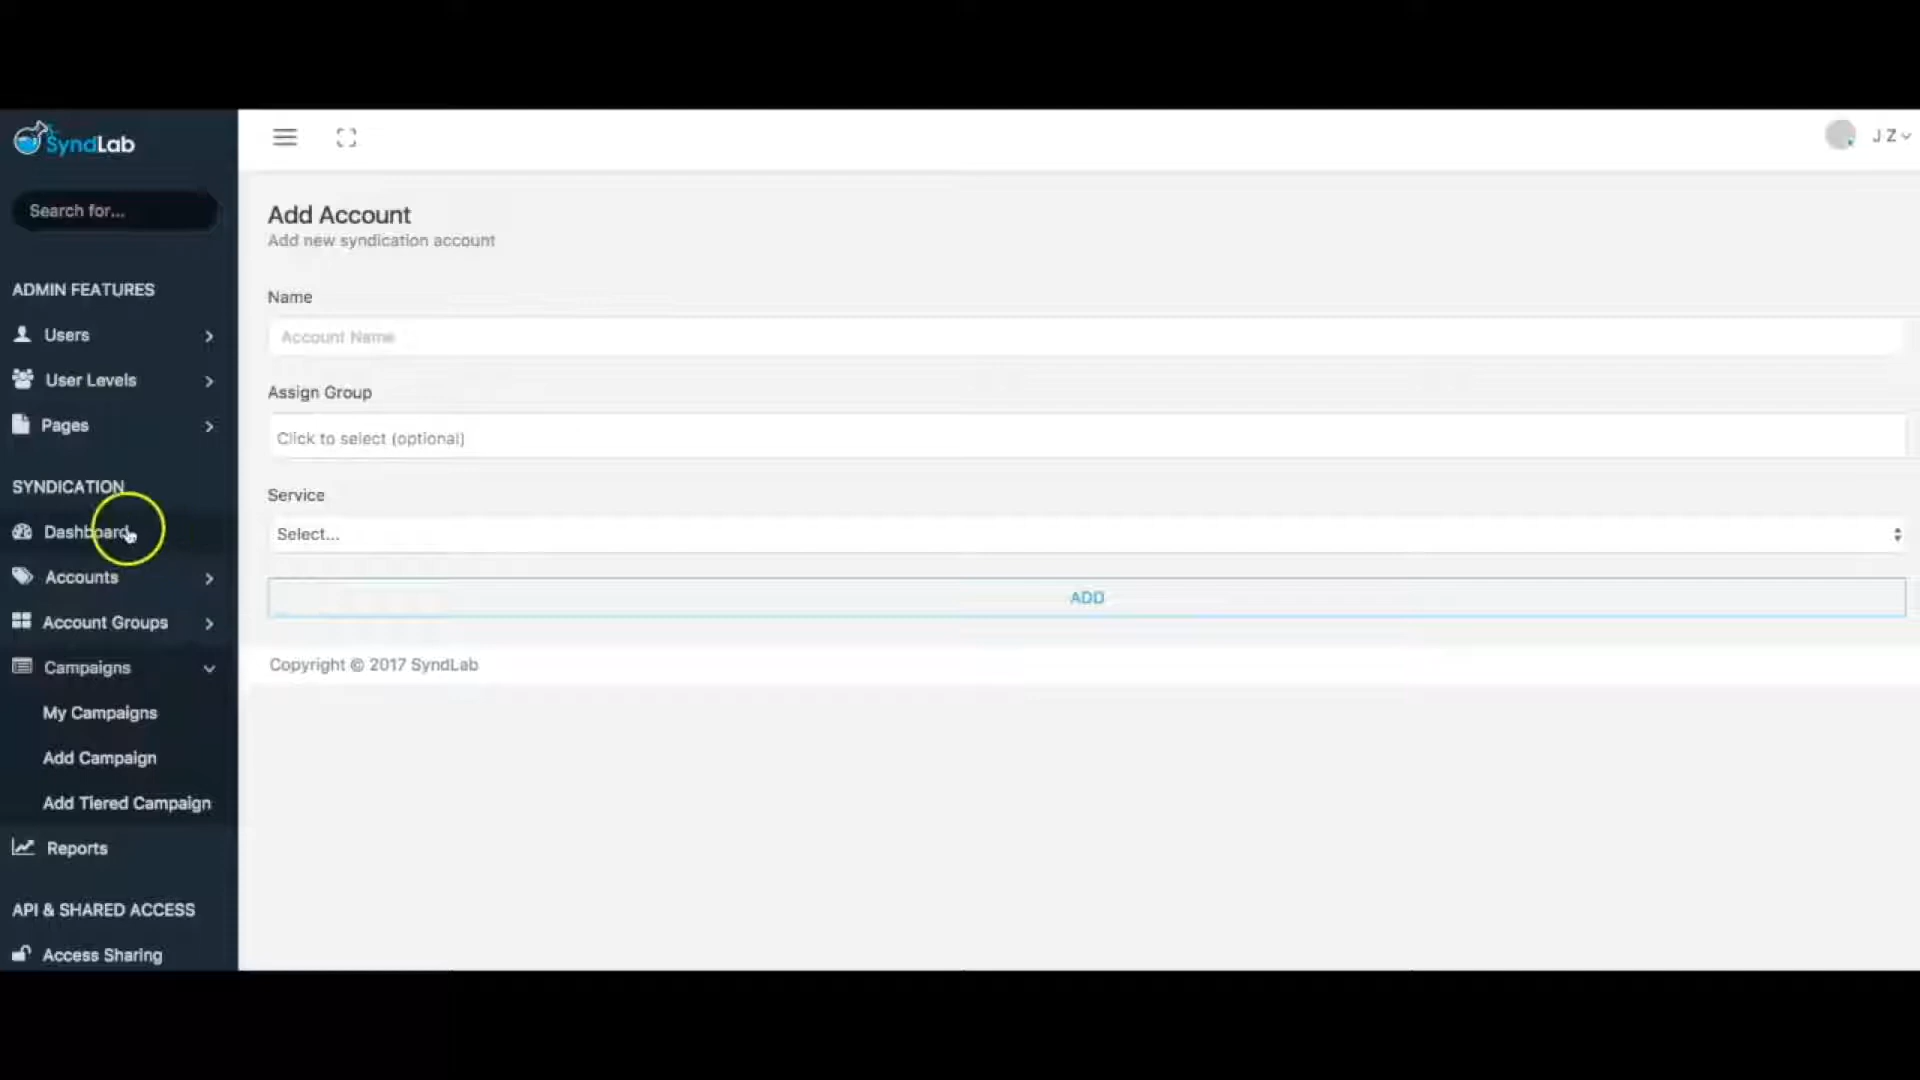 SyndLab
Search for...
ADMIN FEATURES
Users
User Levels
Pages
SYNDICATION
Dashboard
Accounts
Account Groups
Campaigns
My Campaigns
Add Campaign
Add Tiered Campaign
Reports
API & SHARED ACCESS
Access Sharing
J Z
Add Account
Add new syndication account
Name
Account Name
Assign Group
Click to select (optional)
Service
Select...
ADD
Copyright © 2017 SyndLab